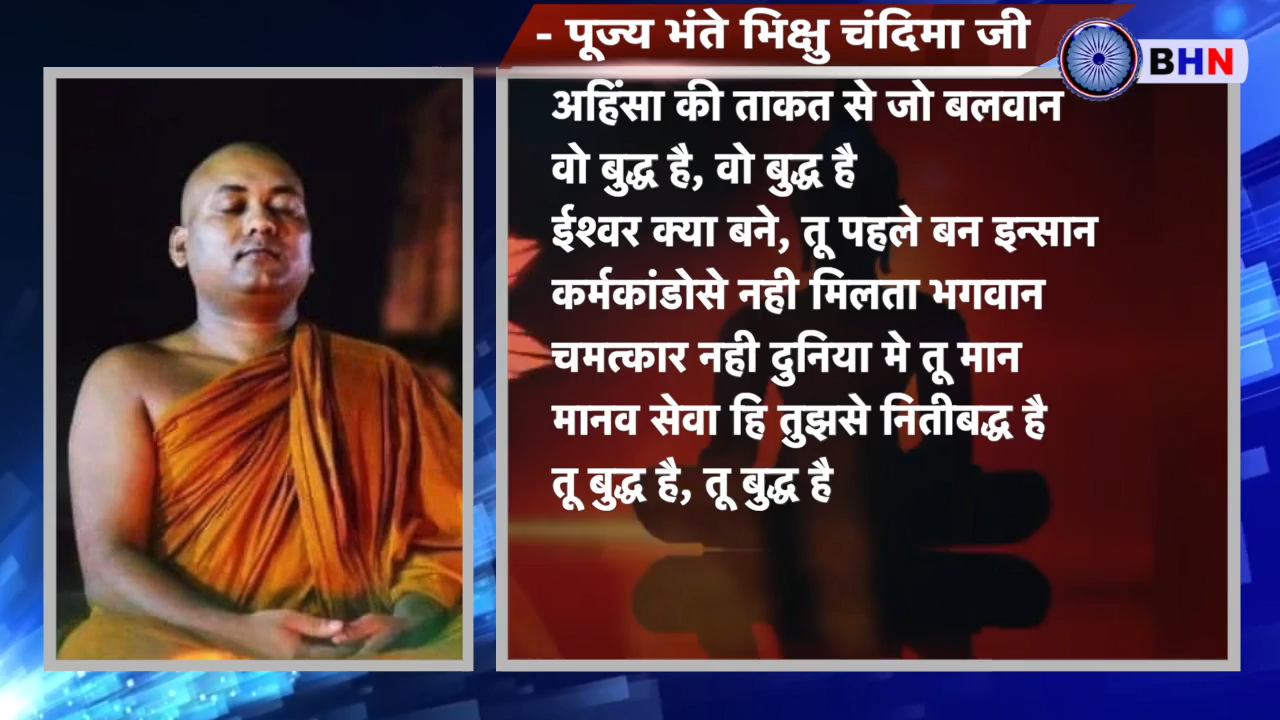 - पूज्य भंते भिक्षु चंदिमा जी
BHN
अहिंसा की ताकत से जो बलवान
वो बुद्ध है, वो बुद्ध है
ईश्वर क्या बने, तू पहले बन इन्सान
कर्मकांडोसे नही मिलता भगवान
चमत्कार नही दुनिया मे तू मान
मानव सेवा हि तुझसे नितीबद्ध है
तू बुद्ध है, तू बुद्ध है